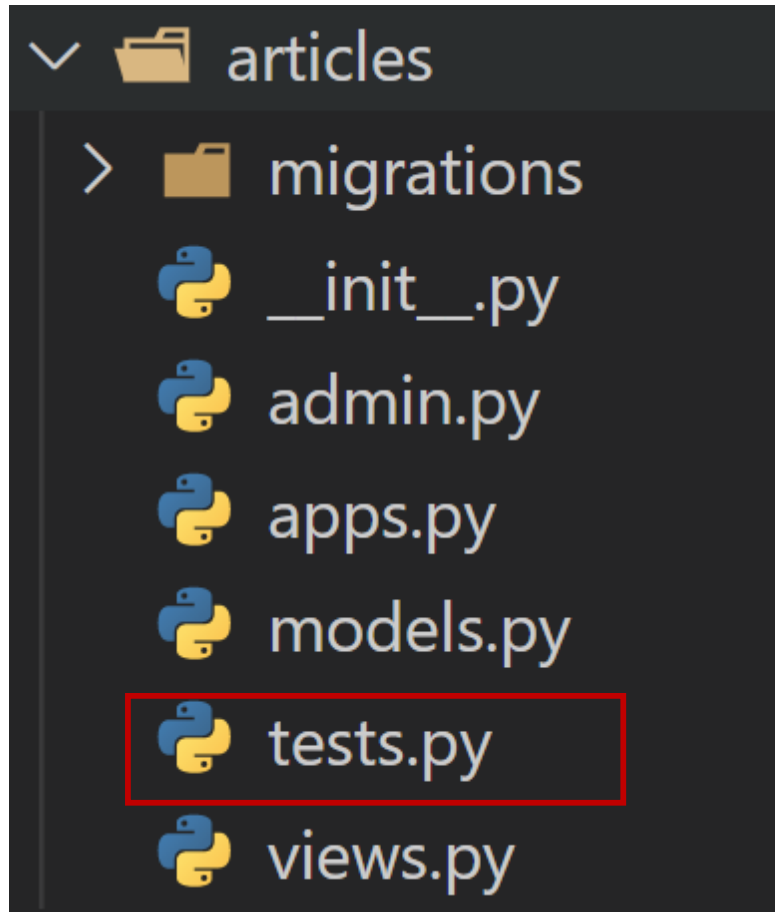 articles
migrations
__init__.py
admin.py
apps.py
models.py
tests.py
views.py